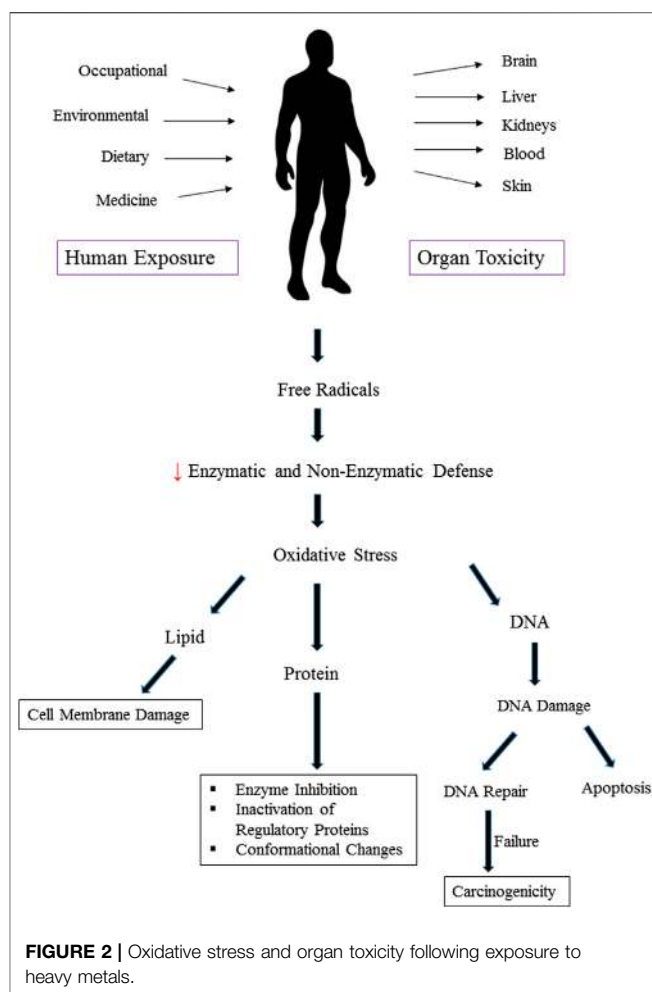 Occupational
Environmental
Dietary
Medicine
Human Exposure
Brain
Liver
Kidneys
Blood
Skin
Organ Toxicity
Free Radicals
↓ Enzymatic and Non-Enzymatic Defense
Oxidative Stress
Lipid
Cell Membrane Damage
Protein
▪ Enzyme Inhibition
▪ Inactivation of
Regulatory Proteins
▪ Conformational Changes
DNA
DNA Damage
DNA Repair
Apoptosis
Failure
Carcinogenicity
FIGURE 2 | Oxidative stress and organ toxicity following exposure to
heavy metals.